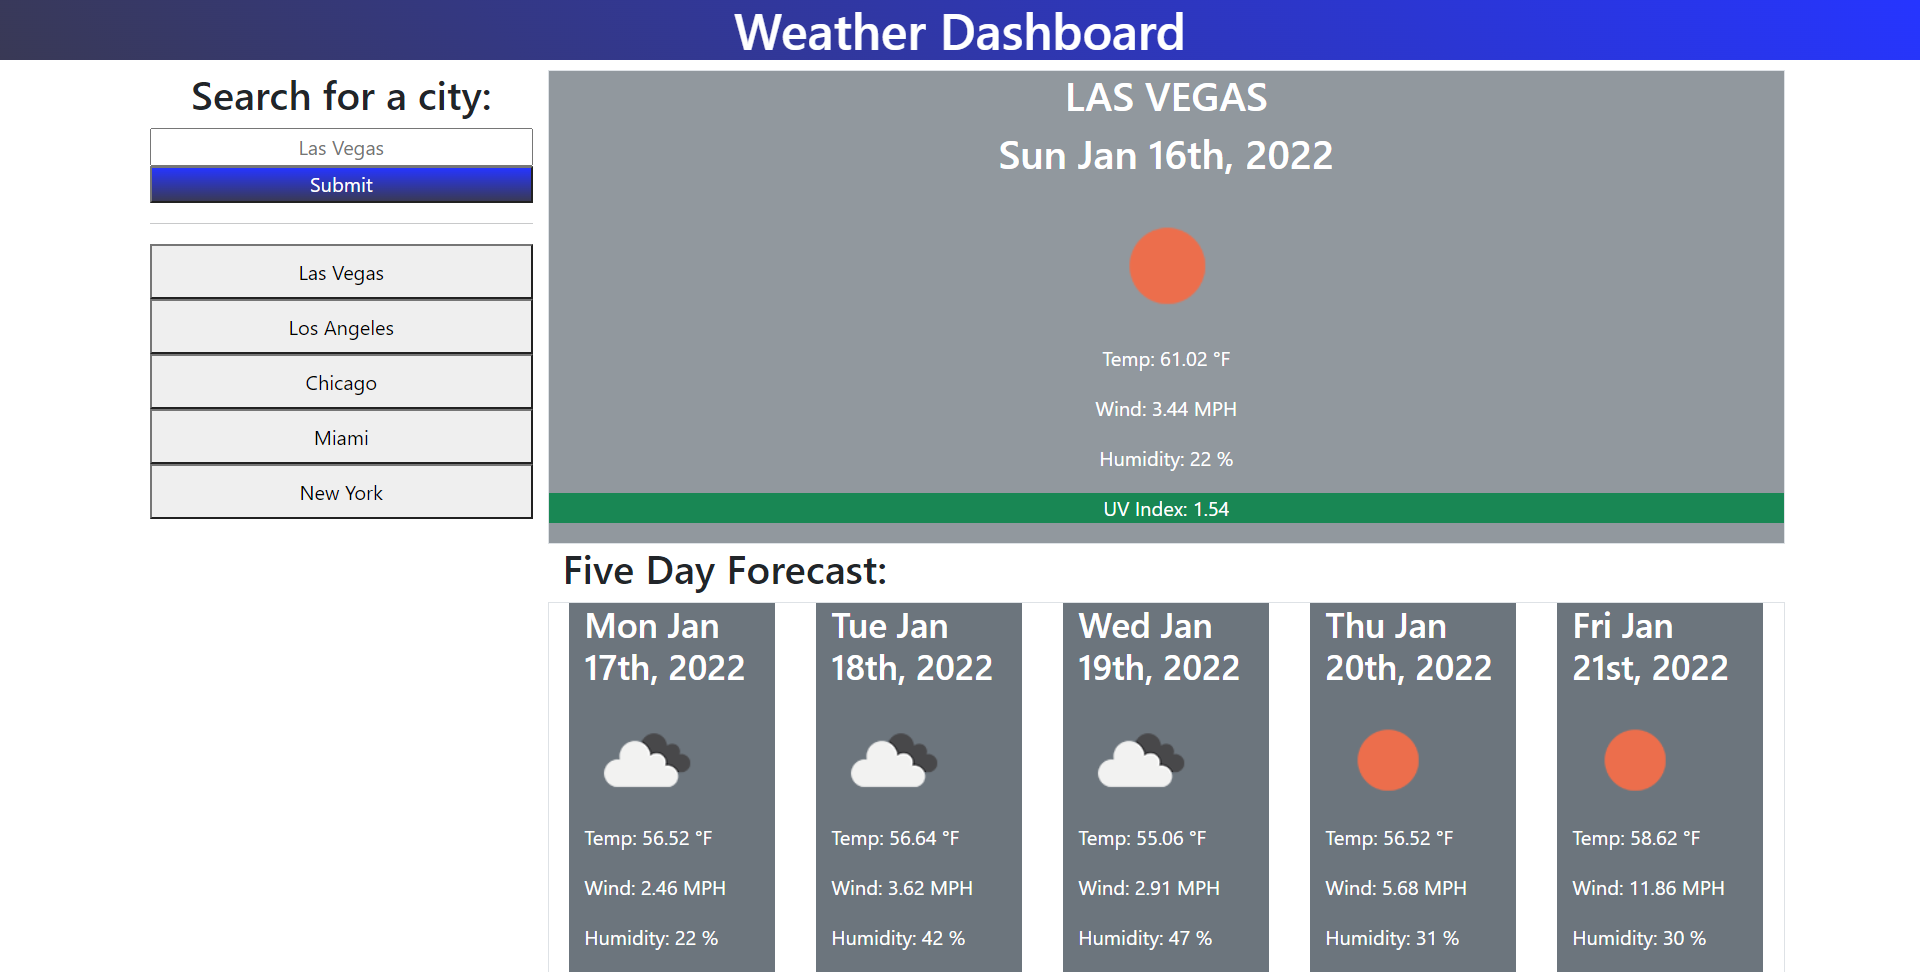 Weather Dashboard
Search for a city:
Las Vegas
Submit
Las Vegas
Los Angeles
Chicago
Miami
New York
LAS VEGAS
Sun Jan 16th, 2022
Temp: 61.02 °F
Wind: 3.44 MPH
Humidity: 22 %
UV Index: 1.54
Five Day Forecast:
Mon Jan
17th, 2022
Temp: 56.52 °F
Wind: 2.46 MPH
Humidity: 22 %
Tue Jan
18th, 2022
Temp: 56.64 °F
Wind: 3.62 MPH
Humidity: 42 %
Wed Jan
19th, 2022
Temp: 55.06 °F
Wind: 2.91 MPH
Humidity: 47 %
Thu Jan
20th, 2022
Temp: 56.52 °F
Wind: 5.68 MPH
Humidity: 31 %
Fri Jan
21st, 2022
Temp: 58.62 °F
Wind: 11.86 MPH
Humidity: 30 %